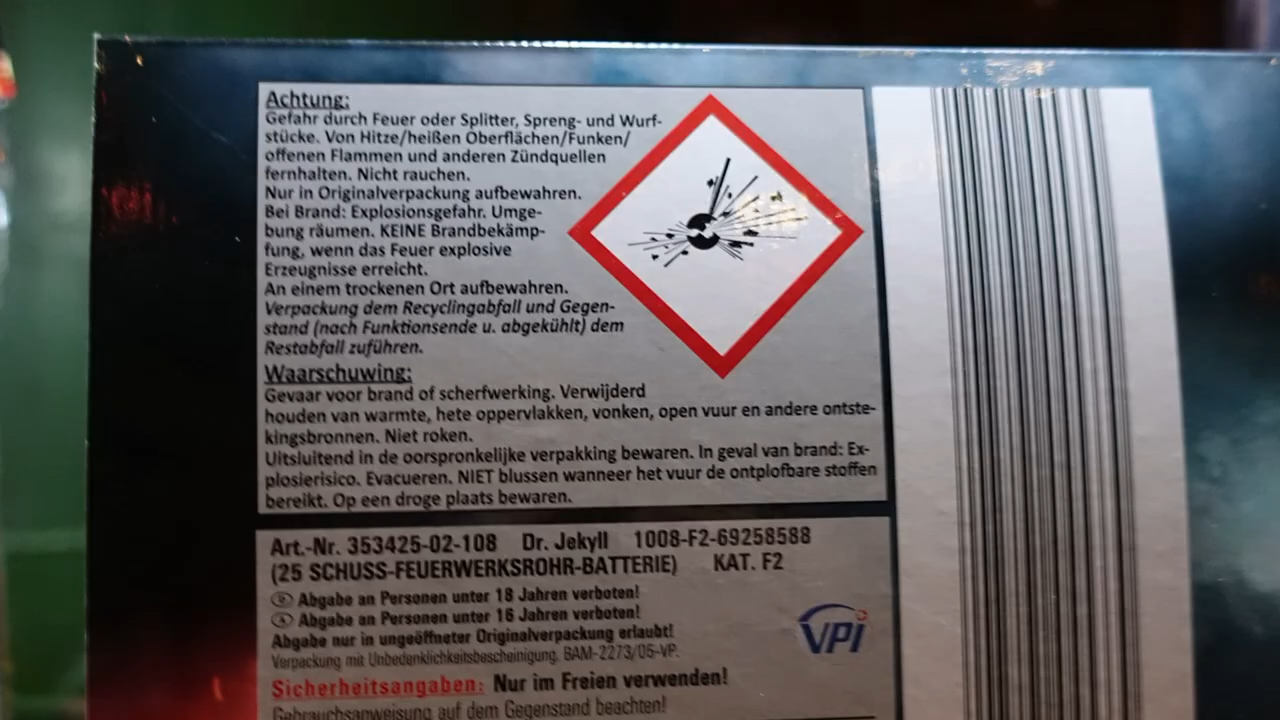 Achtung:
Gefahr durch Feuer oder Splitter, Spreng- und Wurf-
stücke. Von Hitze/heißen Oberflächen/Funken/
offenen Flammen und anderen Zündquellen
fernhalten. Nicht rauchen.
Nur in Originalverpackung aufbewahren.
Bei Brand: Explosionsgefahr. Umge-
bung räumen. KEINE Brandbekämp-
fung, wenn das Feuer explosive
Erzeugnisse erreicht.
An einem trockenen Ort aufbewahren.
Verpackung dem Recyclingabfall und Gegen-
stand (nach Funktionsende u. abgekühlt) dem
Restabfall zuführen.
Waarschuwing:
Gevaar voor brand of scherfwerking. Verwijderd
houden van warmte, hete oppervlakken, vonken, open vuur en andere ontste-
kingsbronnen. Niet roken.
Uitsluitend in de oorspronkelijke verpakking bewaren. In geval van brand: Ex-
plosierisico. Evacueren. NIET blussen wanneer het vuur de ontplofbare stoffen
bereikt. Op een droge plaats bewaren.
Art.-Nr. 353425-02-108 Dr. Jekyll 1008-F2-69258588
(25 SCHUSS-FEUERWERKSROHR-BATTERIE) KAT. F2
D Abgabe an Personen unter 18 Jahren verboten!
A Abgabe an Personen unter 16 Jahren verboten!
Abgabe nur in ungeöffneter Originalverpackung erlaubt!
Verpackung mit Unbedenklichkeitsbescheinigung, BAM-2273/05-VP.
VPI
Sicherheitsangaben: Nur im Freien verwenden!
Gebrauchsanweisung auf dem Gegenstand beachten!